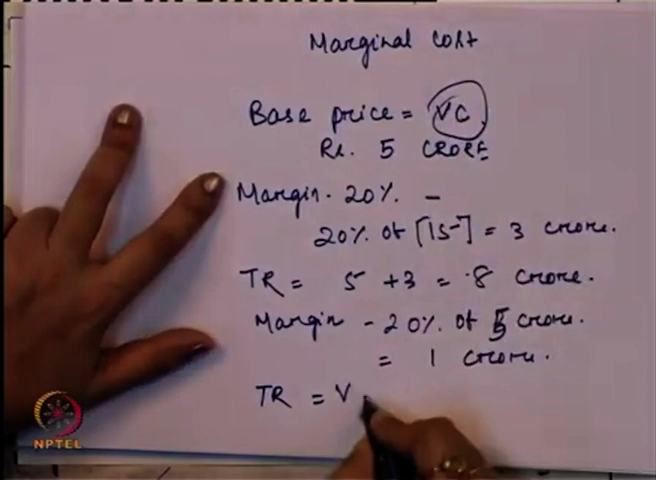 Marginal Cost
Base price = VC
Rs. 5 CRORE
Margin - 20% -
20% of [15] = 3 crore.
TR = 5 + 3 = 8 crore.
Margin - 20% of 5 crore.
= 1 crore.
TR = V
NPTEL